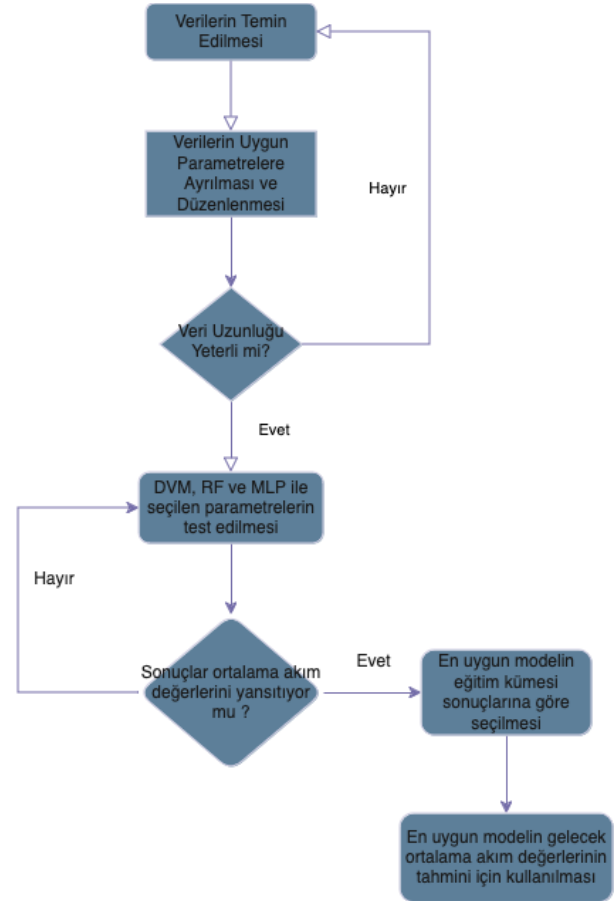 Verilerin Temin
Edilmesi
Verilerin Uygun
Parametrelere
Ayrılması ve
Düzenlenmesi
Hayır
Veri Uzunluğu
Yeterli mi?
Evet
DVM, RF ve MLP ile
seçilen parametrelerin
test edilmesi
Hayır
Sonuçlar ortalama akım
değerlerini yansıtıyor
mu ?
Evet
En uygun modelin
eğitim kümesi
sonuçlarına göre
seçilmesi
En uygun modelin gelecek
ortalama akım değerlerinin
tahmini için kullanılması